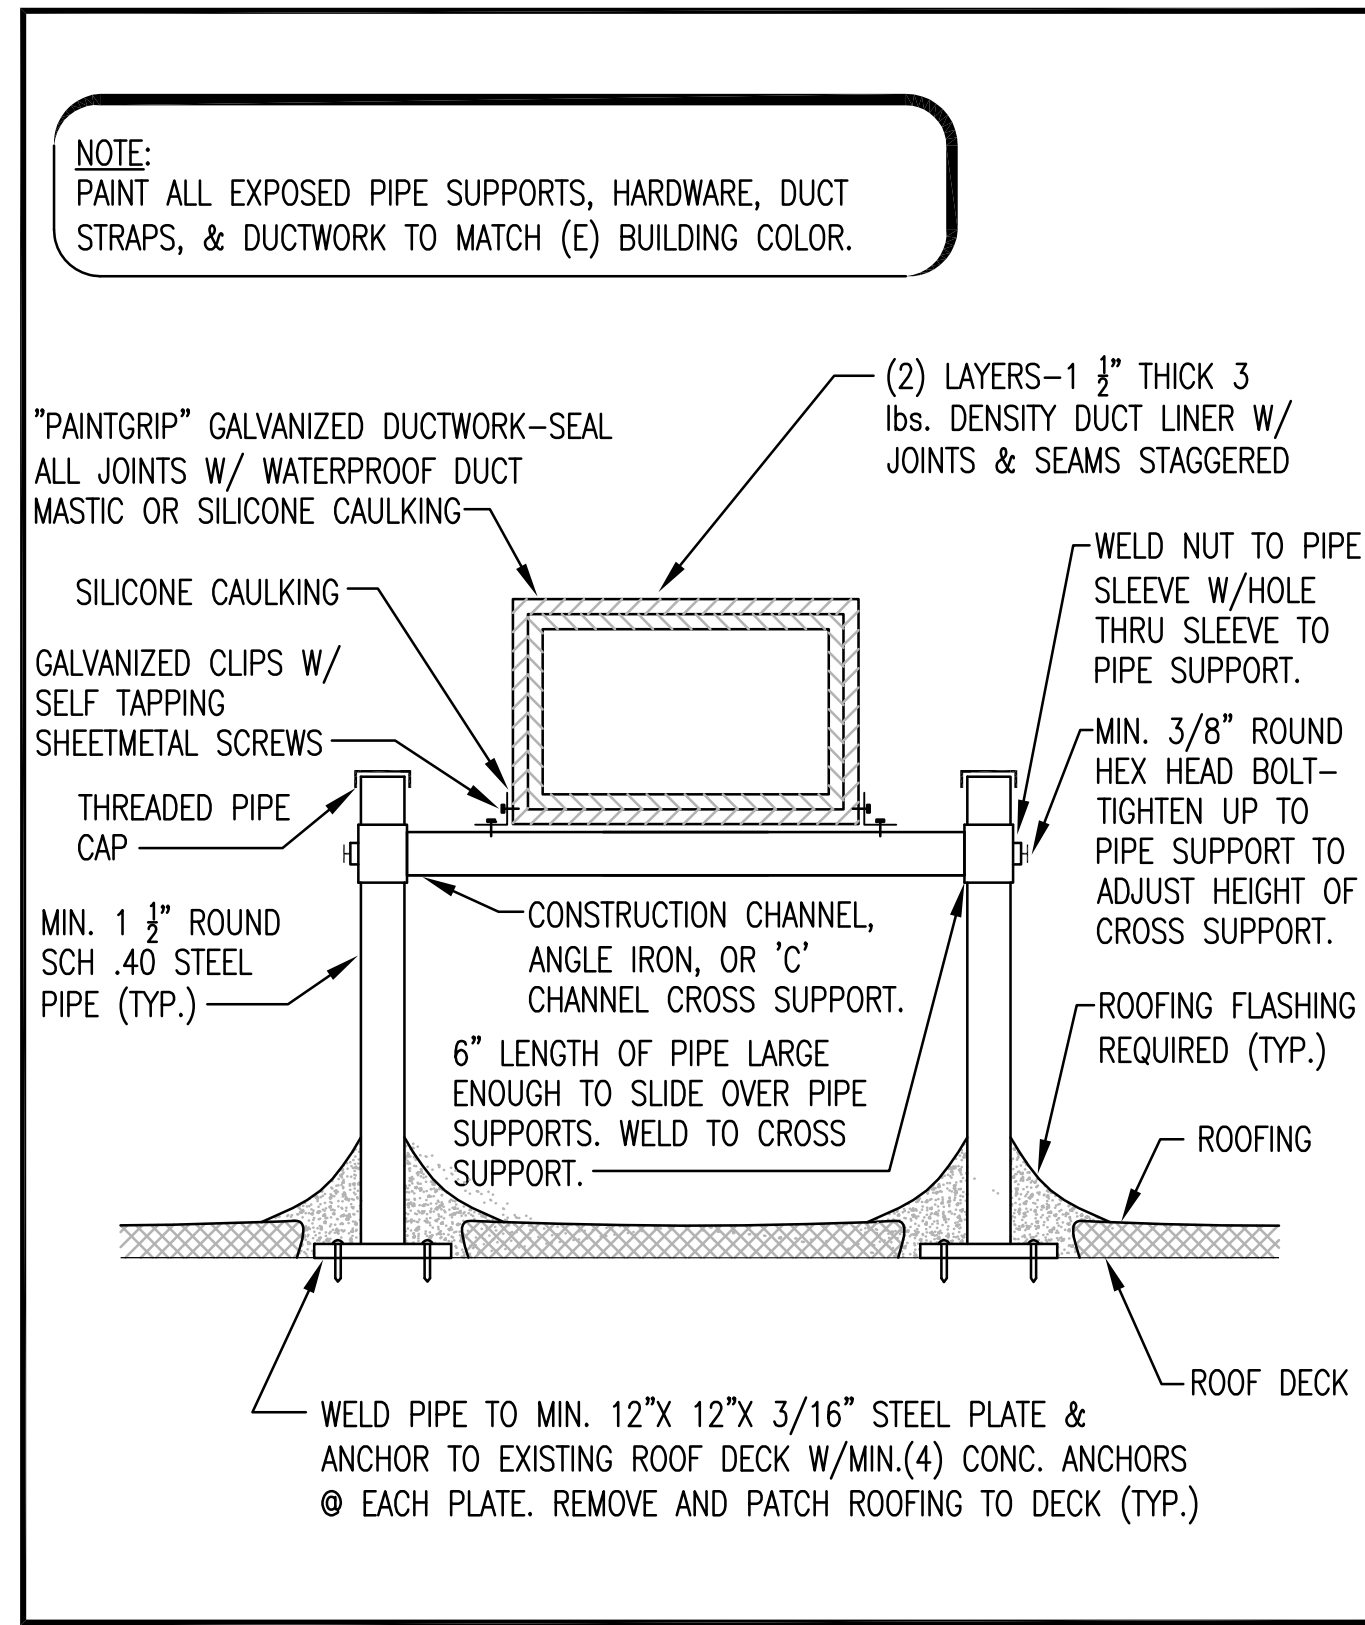 NOTE:
PAINT ALL EXPOSED PIPE SUPPORTS, HARDWARE, DUCT
STRAPS, & DUCTWORK TO MATCH (E) BUILDING COLOR.
(2) LAYERS-1 1/2" THICK 3
lbs. DENSITY DUCT LINER W/
JOINTS & SEAMS STAGGERED
"PAINTGRIP" GALVANIZED DUCTWORK-SEAL
ALL JOINTS W/ WATERPROOF DUCT
MASTIC OR SILICONE CAULKING
SILICONE CAULKING
GALVANIZED CLIPS W/
SELF TAPPING
SHEETMETAL SCREWS
THREADED PIPE
CAP
MIN. 1 1/2" ROUND
SCH .40 STEEL
PIPE (TYP.)
WELD NUT TO PIPE
SLEEVE W/HOLE
THRU SLEEVE TO
PIPE SUPPORT.
MIN. 3/8" ROUND
HEX HEAD BOLT-
TIGHTEN UP TO
PIPE SUPPORT TO
ADJUST HEIGHT OF
CROSS SUPPORT.
CONSTRUCTION CHANNEL,
ANGLE IRON, OR 'C'
CHANNEL CROSS SUPPORT.
6" LENGTH OF PIPE LARGE
ENOUGH TO SLIDE OVER PIPE
SUPPORTS. WELD TO CROSS
SUPPORT.
ROOFING FLASHING
REQUIRED (TYP.)
ROOFING
ROOF DECK
WELD PIPE TO MIN. 12"X 12"X 3/16" STEEL PLATE &
ANCHOR TO EXISTING ROOF DECK W/MIN.(4) CONC. ANCHORS
@ EACH PLATE. REMOVE AND PATCH ROOFING TO DECK (TYP.)